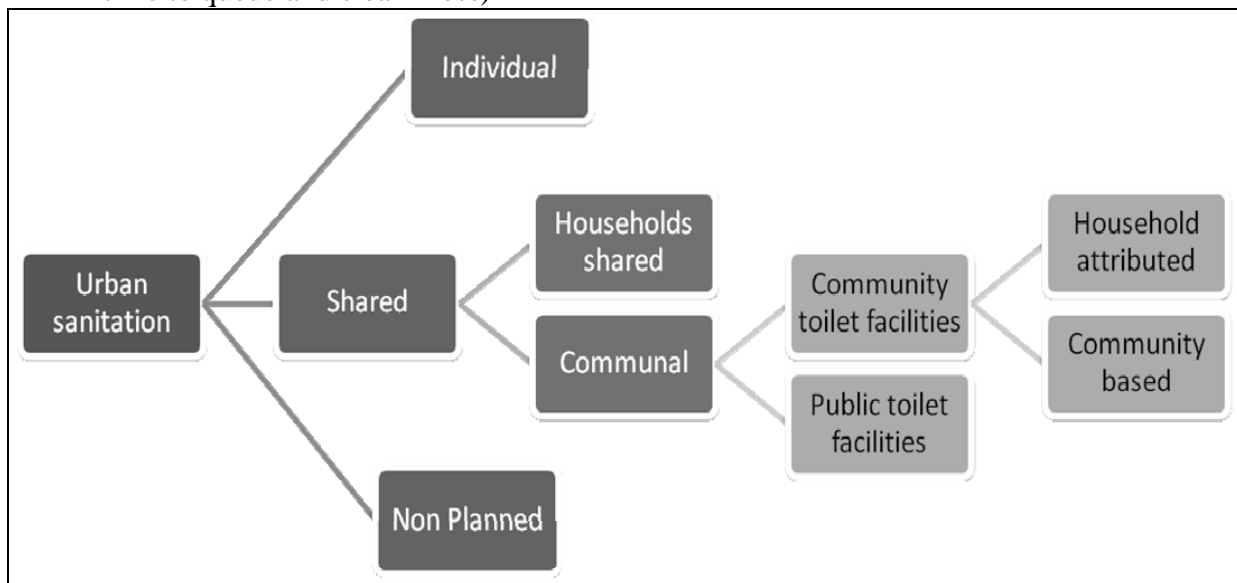 Individual
Households
shared
Household
attributed
Urban
sanitation
Shared
Community
toilet facilities
Communal
Community
based
Public toilet
facilities
Non Planned